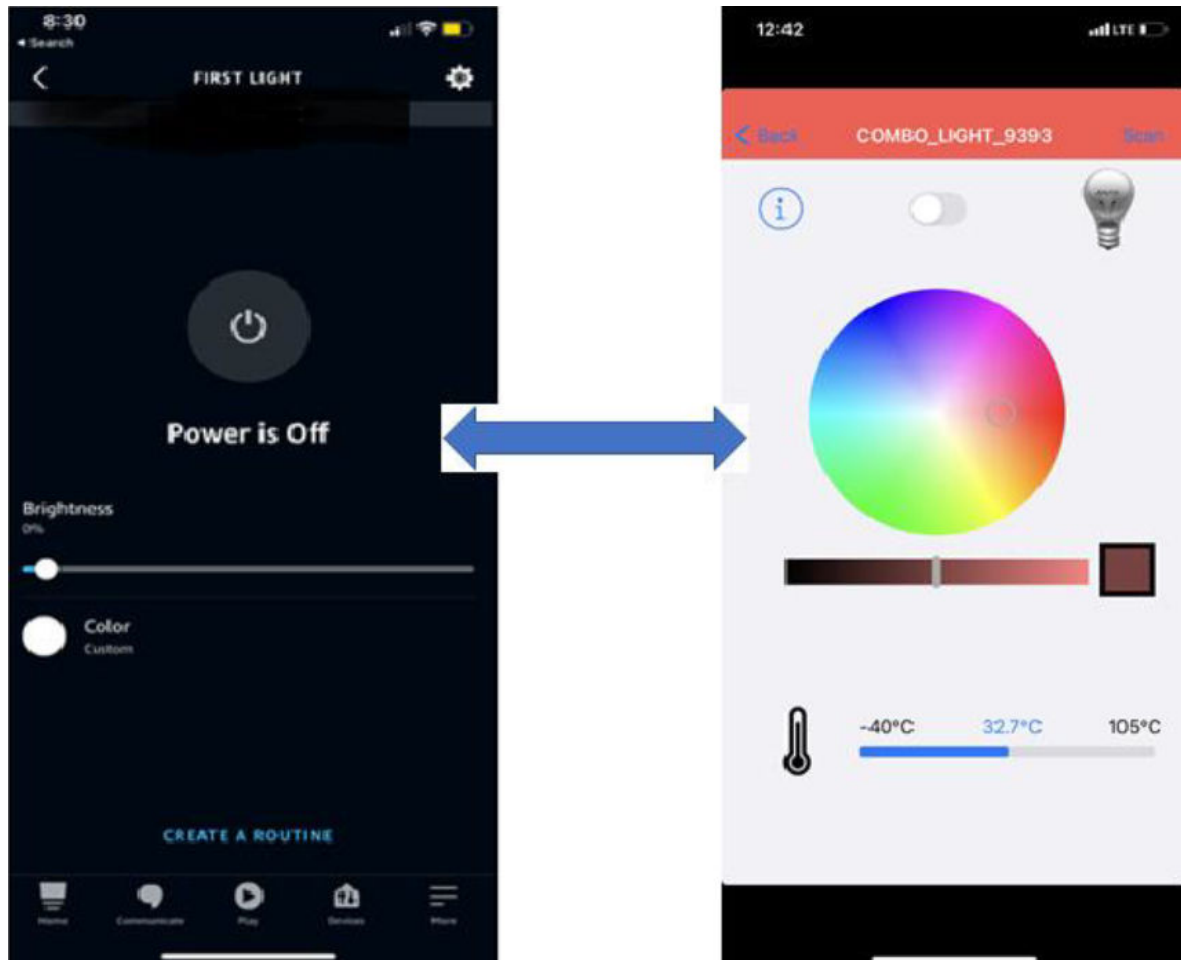 8:30
Search
FIRST LIGHT
Power is Off
Brightness
0%
Color
Custom
CREATE A ROUTINE
Home Communicate Play Devices More
12:42
LTE
Back COMBO_LIGHT_9393 Scan
i
-40°C 32.7°C 105°C